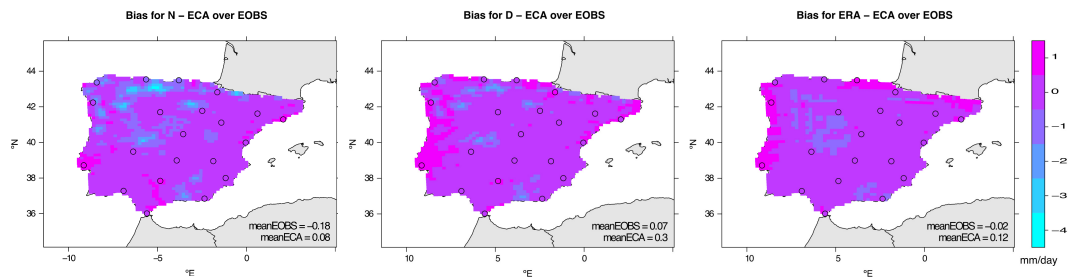 Bias for N − ECA over EOBS
Bias for D − ECA over EOBS
Bias for ERA − ECA over EOBS
44
42
40
38
36
°N
−10
−5
0
°E
meanEOBS = −0.18
meanECA = 0.08
44
42
40
38
36
°N
−10
−5
0
°E
meanEOBS = 0.07
meanECA = 0.3
44
42
40
38
36
°N
−10
−5
0
5
°E
meanEOBS = −0.02
meanECA = 0.12
1
0
−1
−2
−3
−4
mm/day